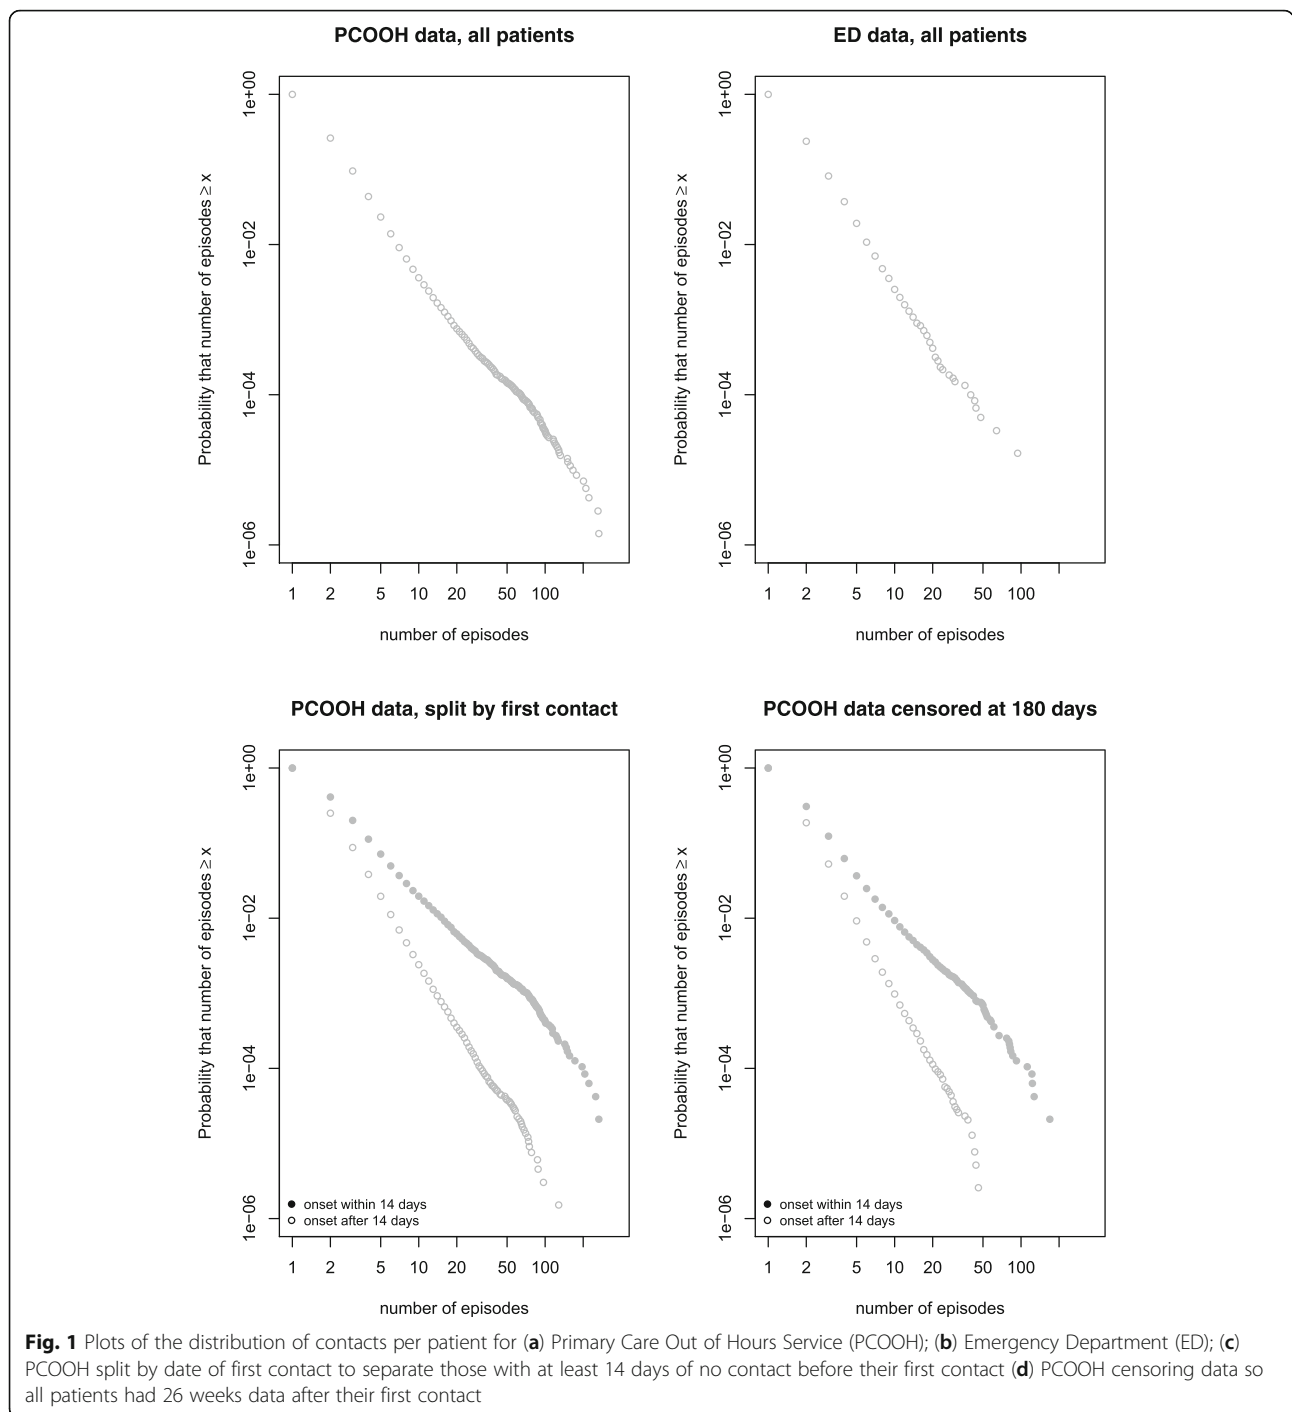 PCOOH data, all patients
Probability that number of episodes ≥ x
1e+00
1e−02
1e−04
1e−06
1 2 5 10 20 50 100
number of episodes
ED data, all patients
Probability that number of episodes ≥ x
1e+00
1e−02
1e−04
1e−06
1 2 5 10 20 50 100
number of episodes
PCOOH data, split by first contact
Probability that number of episodes ≥ x
1e+00
1e−02
1e−04
1e−06
onset within 14 days
onset after 14 days
1 2 5 10 20 50 100
number of episodes
PCOOH data censored at 180 days
Probability that number of episodes ≥ x
1e+00
1e−02
1e−04
1e−06
onset within 14 days
onset after 14 days
1 2 5 10 20 50 100
number of episodes
Fig. 1 Plots of the distribution of contacts per patient for (a) Primary Care Out of Hours Service (PCOOH); (b) Emergency Department (ED); (c)
PCOOH split by date of first contact to separate those with at least 14 days of no contact before their first contact (d) PCOOH censoring data so
all patients had 26 weeks data after their first contact